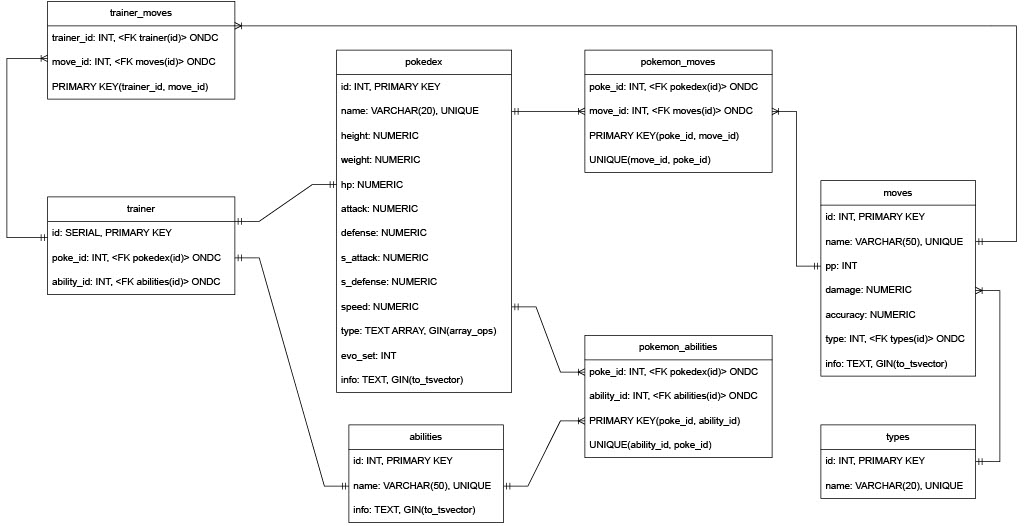 trainer_moves
trainer_id: INT, <FK trainer(id)> ONDC
move_id: INT, <FK moves(id)> ONDC
PRIMARY KEY(trainer_id, move_id)
pokedex
id: INT, PRIMARY KEY
name: VARCHAR(20), UNIQUE
height: NUMERIC
weight: NUMERIC
hp: NUMERIC
attack: NUMERIC
defense: NUMERIC
s_attack: NUMERIC
s_defense: NUMERIC
speed: NUMERIC
type: TEXT ARRAY, GIN(array_ops)
evo_set: INT
info: TEXT, GIN(to_tsvector)
pokemon_moves
poke_id: INT, <FK pokedex(id)> ONDC
move_id: INT, <FK moves(id)> ONDC
PRIMARY KEY(poke_id, move_id)
UNIQUE(move_id, poke_id)
trainer
id: SERIAL, PRIMARY KEY
poke_id: INT, <FK pokedex(id)> ONDC
ability_id: INT, <FK abilities(id)> ONDC
moves
id: INT, PRIMARY KEY
name: VARCHAR(50), UNIQUE
pp: INT
damage: NUMERIC
accuracy: NUMERIC
type: INT, <FK types(id)> ONDC
info: TEXT, GIN(to_tsvector)
pokemon_abilities
poke_id: INT, <FK pokedex(id)> ONDC
ability_id: INT, <FK abilities(id)> ONDC
PRIMARY KEY(poke_id, ability_id)
UNIQUE(ability_id, poke_id)
abilities
id: INT, PRIMARY KEY
name: VARCHAR(50), UNIQUE
info: TEXT, GIN(to_tsvector)
types
id: INT, PRIMARY KEY
name: VARCHAR(20), UNIQUE